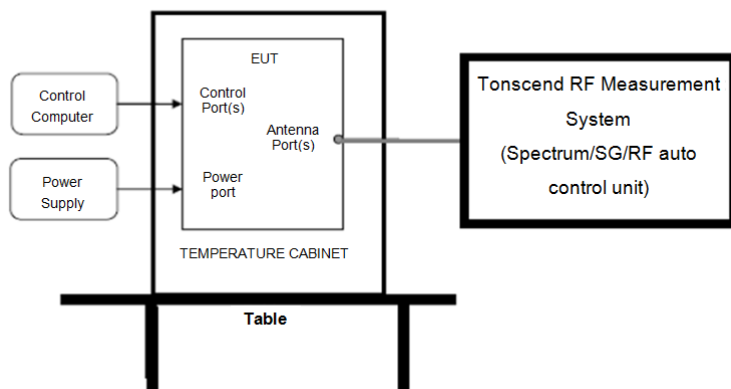 EUT
Control
Computer
Control
Port(s)
Antenna
Port(s)
Power
Supply
Power
port
TEMPERATURE CABINET
Table
Tonscend RF Measurement
System
(Spectrum/SG/RF auto
control unit)